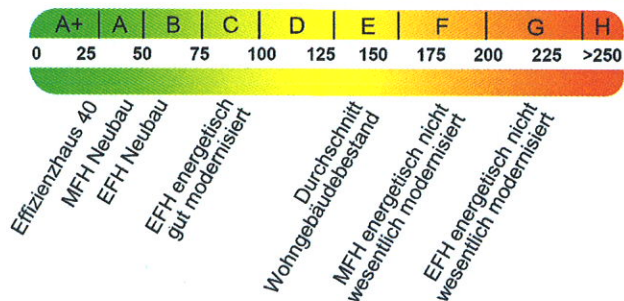 A+ A B C D E F G H
0 25 50 75 100 125 150 175 200 225 >250
Effizienzhaus 40
MFH Neubau
EFH Neubau
EFH energetisch
gut modernisiert
Durchschnitt
Wohngebäudebestand
MFH energetisch nicht
wesentlich modernisiert
EFH energetisch nicht
wesentlich modernisiert